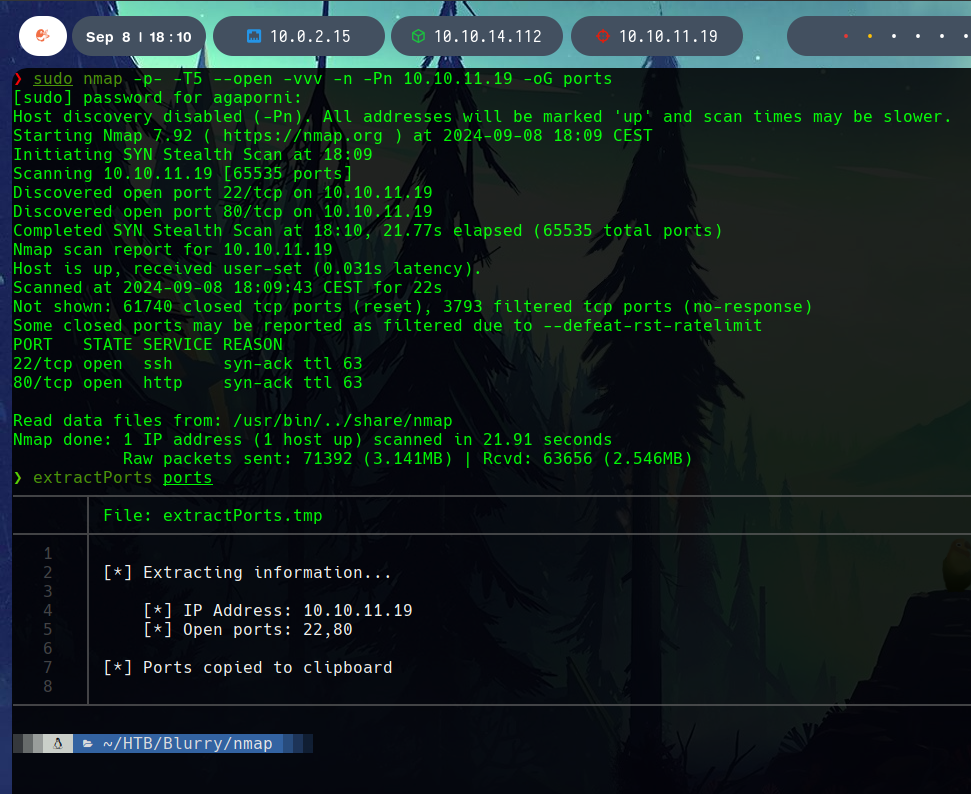 Sep 8 | 18:10 10.0.2.15 10.10.14.112 10.10.11.19
❯ sudo nmap -p- -T5 --open -vvv -n -Pn 10.10.11.19 -oG ports
[sudo] password for agaporni:
Host discovery disabled (-Pn). All addresses will be marked 'up' and scan times may be slower.
Starting Nmap 7.92 ( https://nmap.org ) at 2024-09-08 18:09 CEST
Initiating SYN Stealth Scan at 18:09
Scanning 10.10.11.19 [65535 ports]
Discovered open port 22/tcp on 10.10.11.19
Discovered open port 80/tcp on 10.10.11.19
Completed SYN Stealth Scan at 18:10, 21.77s elapsed (65535 total ports)
Nmap scan report for 10.10.11.19
Host is up, received user-set (0.031s latency).
Scanned at 2024-09-08 18:09:43 CEST for 22s
Not shown: 61740 closed tcp ports (reset), 3793 filtered tcp ports (no-response)
Some closed ports may be reported as filtered due to --defeat-rst-ratelimit
PORT   STATE SERVICE REASON
22/tcp open  ssh     syn-ack ttl 63
80/tcp open  http    syn-ack ttl 63
Read data files from: /usr/bin/../share/nmap
Nmap done: 1 IP address (1 host up) scanned in 21.91 seconds
           Raw packets sent: 71392 (3.141MB) | Rcvd: 63656 (2.546MB)
❯ extractPorts ports
File: extractPorts.tmp
1
2 [*] Extracting information...
3
4     [*] IP Address: 10.10.11.19
5     [*] Open ports: 22,80
6
7 [*] Ports copied to clipboard
8
~/HTB/Blurry/nmap